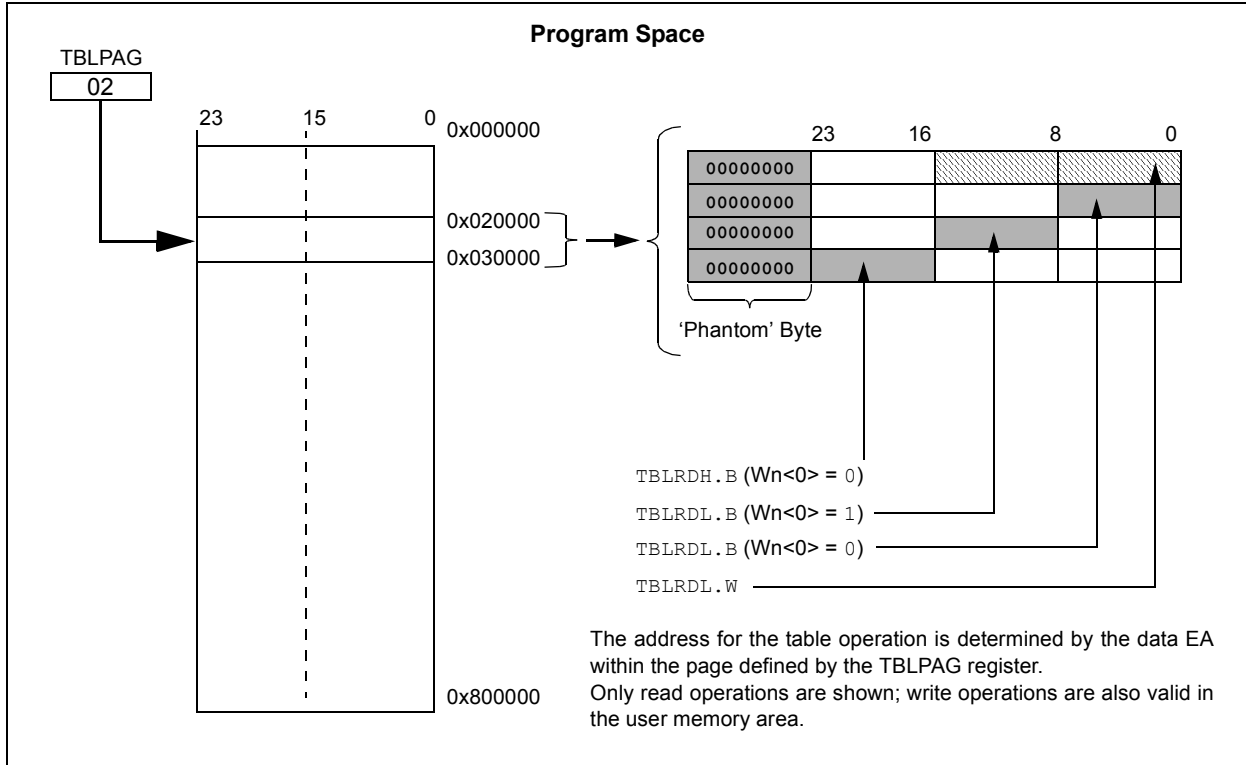 Program Space
TBLPAG
02
23 15 0
0x000000
0x020000
0x030000
0x800000
23 16 8 0
00000000
00000000
00000000
00000000
‘Phantom’ Byte
TBLRDH.B (Wn<0> = 0)
TBLRDL.B (Wn<0> = 1)
TBLRDL.B (Wn<0> = 0)
TBLRDL.W
The address for the table operation is determined by the data EA
within the page defined by the TBLPAG register.
Only read operations are shown; write operations are also valid in
the user memory area.